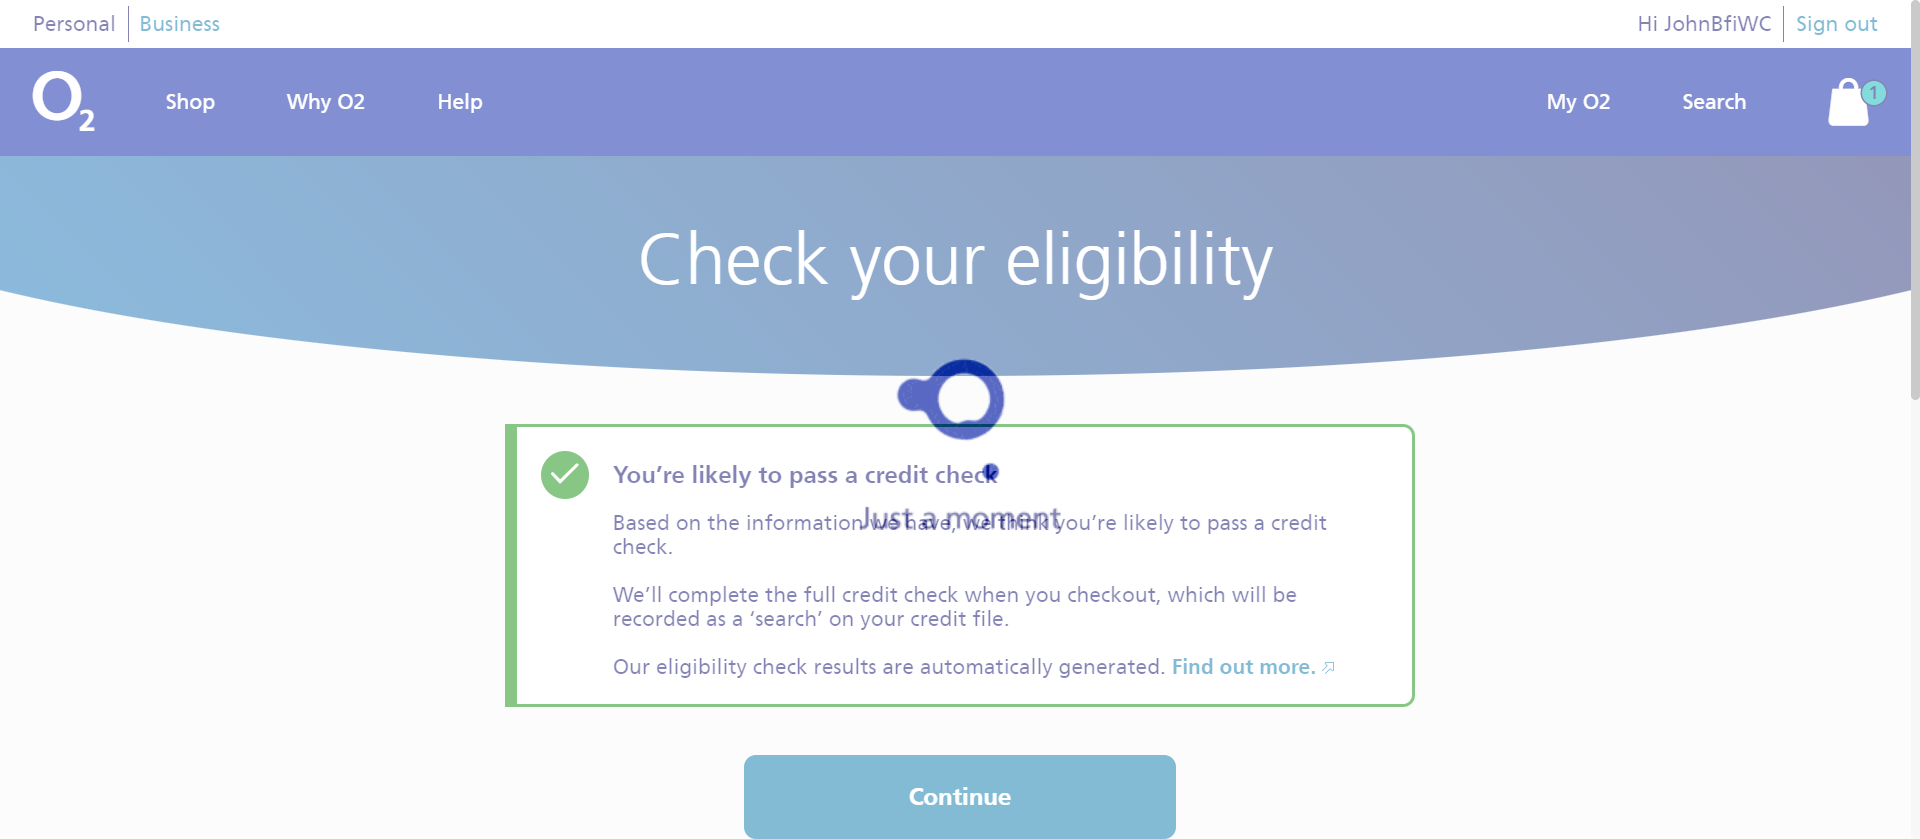 Personal
Business
Hi JohnBfiWC
Sign out
O2
Shop
Why O2
Help
My O2
Search
1
Check your eligibility
You’re likely to pass a credit check
Just a moment
Based on the information we have, we think you’re likely to pass a credit
check.
We’ll complete the full credit check when you checkout, which will be
recorded as a ‘search’ on your credit file.
Our eligibility check results are automatically generated. Find out more.
Continue